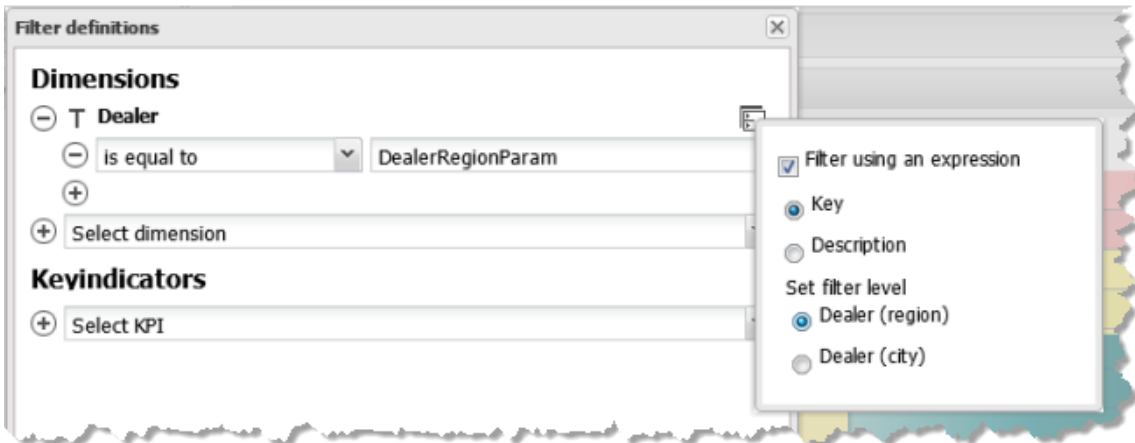 Filter definitions
Dimensions
T Dealer
is equal to DealerRegionParam
Select dimension
Keyindicators
Select KPI
Filter using an expression
Key
Description
Set filter level
Dealer (region)
Dealer (city)